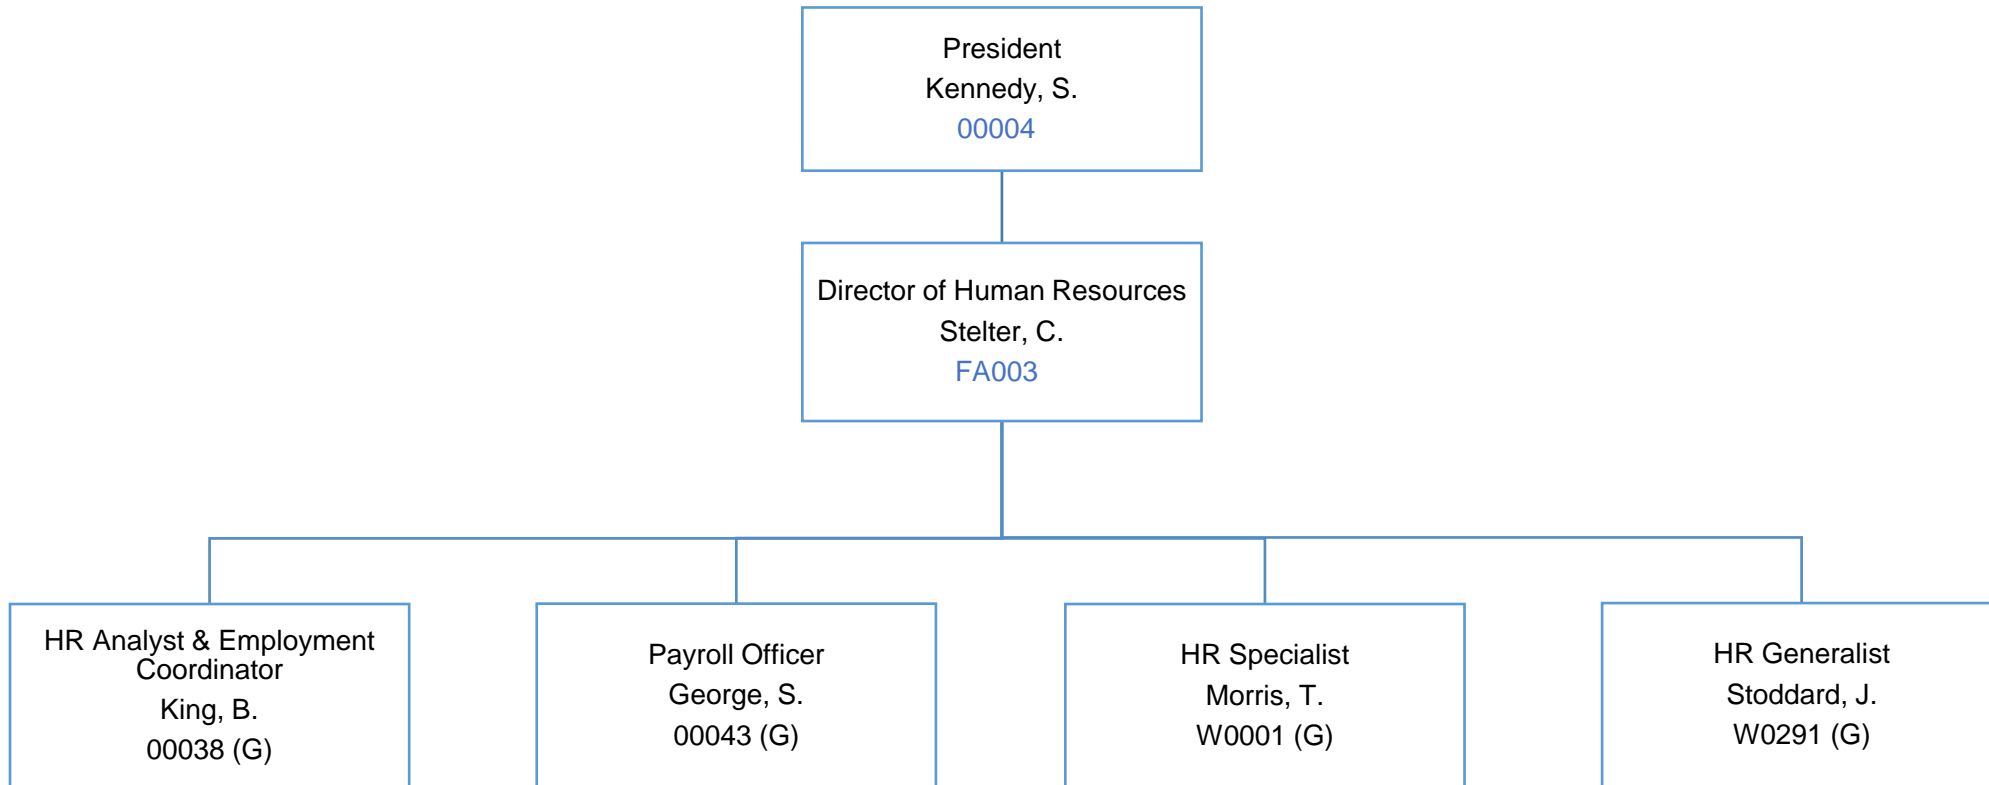 President
Kennedy, S.
00004
Director of Human Resources
Stelter, C.
FA003
HR Analyst & Employment
Coordinator
King, B.
00038 (G)
Payroll Officer
George, S.
00043 (G)
HR Specialist
Morris, T.
W0001 (G)
HR Generalist
Stoddard, J.
W0291 (G)